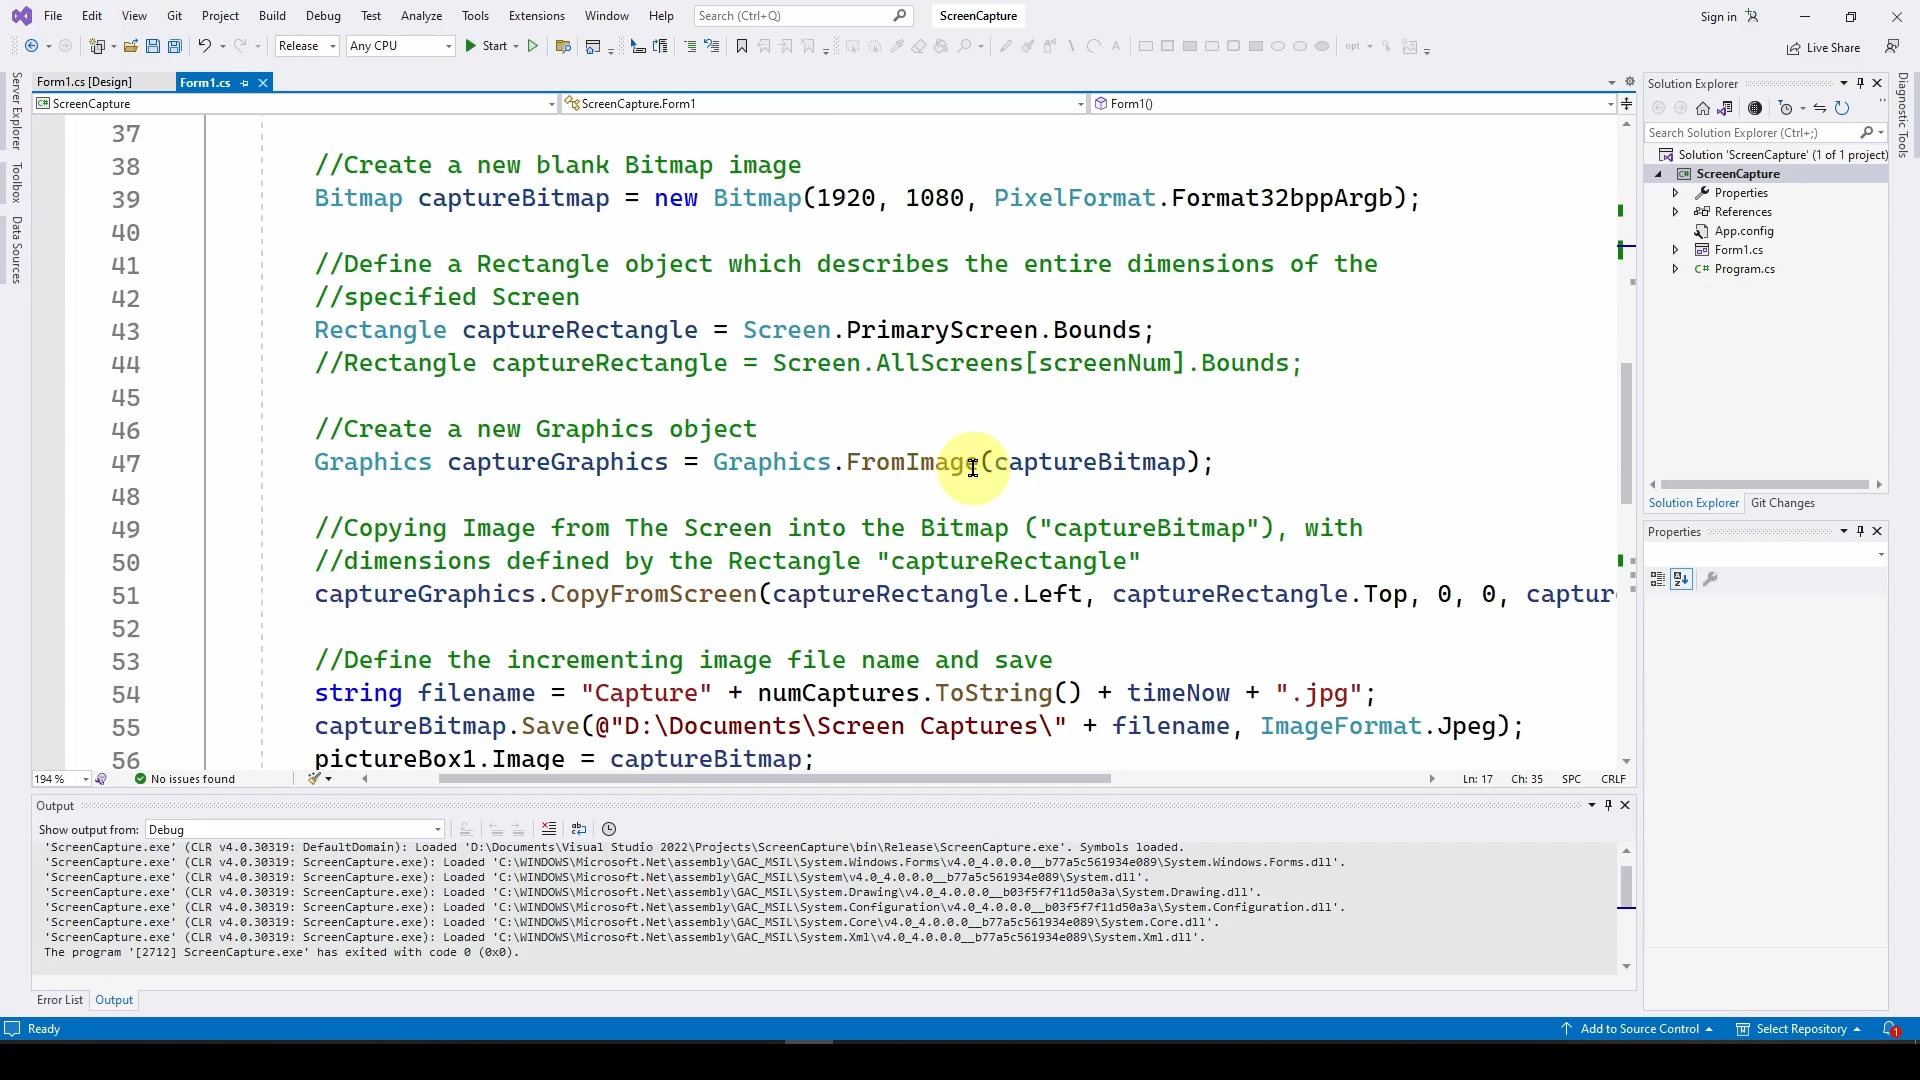 File Edit View Git Project Build Debug Test Analyze Tools Extensions Window Help Search (Ctrl+Q) ScreenCapture Sign in
Release Any CPU Start opt Live Share
Server Explorer
Toolbox
Data Sources
Form1.cs [Design] Form1.cs
C# ScreenCapture ScreenCapture.Form1 Form1()
37
38 //Create a new blank Bitmap image
39 Bitmap captureBitmap = new Bitmap(1920, 1080, PixelFormat.Format32bppArgb);
40
41 //Define a Rectangle object which describes the entire dimensions of the
42 //specified Screen
43 Rectangle captureRectangle = Screen.PrimaryScreen.Bounds;
44 //Rectangle captureRectangle = Screen.AllScreens[screenNum].Bounds;
45
46 //Create a new Graphics object
47 Graphics captureGraphics = Graphics.FromImage(captureBitmap);
48
49 //Copying Image from The Screen into the Bitmap ("captureBitmap"), with
50 //dimensions defined by the Rectangle "captureRectangle"
51 captureGraphics.CopyFromScreen(captureRectangle.Left, captureRectangle.Top, 0, 0, captur
52
53 //Define the incrementing image file name and save
54 string filename = "Capture" + numCaptures.ToString() + timeNow + ".jpg";
55 captureBitmap.Save(@"D:\Documents\Screen Captures\" + filename, ImageFormat.Jpeg);
56 pictureBox1.Image = captureBitmap;
194 % No issues found Ln: 17 Ch: 35 SPC CRLF
Output
Show output from: Debug
'ScreenCapture.exe' (CLR v4.0.30319: DefaultDomain): Loaded 'D:\Documents\Visual Studio 2022\Projects\ScreenCapture\bin\Release\ScreenCapture.exe'. Symbols loaded.
'ScreenCapture.exe' (CLR v4.0.30319: ScreenCapture.exe): Loaded 'C:\WINDOWS\Microsoft.Net\assembly\GAC_MSIL\System.Windows.Forms\v4.0_4.0.0.0__b77a5c561934e089\System.Windows.Forms.dll'.
'ScreenCapture.exe' (CLR v4.0.30319: ScreenCapture.exe): Loaded 'C:\WINDOWS\Microsoft.Net\assembly\GAC_MSIL\System\v4.0_4.0.0.0__b77a5c561934e089\System.dll'.
'ScreenCapture.exe' (CLR v4.0.30319: ScreenCapture.exe): Loaded 'C:\WINDOWS\Microsoft.Net\assembly\GAC_MSIL\System.Drawing\v4.0_4.0.0.0__b03f5f7f11d50a3a\System.Drawing.dll'.
'ScreenCapture.exe' (CLR v4.0.30319: ScreenCapture.exe): Loaded 'C:\WINDOWS\Microsoft.Net\assembly\GAC_MSIL\System.Configuration\v4.0_4.0.0.0__b03f5f7f11d50a3a\System.Configuration.dll'.
'ScreenCapture.exe' (CLR v4.0.30319: ScreenCapture.exe): Loaded 'C:\WINDOWS\Microsoft.Net\assembly\GAC_MSIL\System.Core\v4.0_4.0.0.0__b77a5c561934e089\System.Core.dll'.
'ScreenCapture.exe' (CLR v4.0.30319: ScreenCapture.exe): Loaded 'C:\WINDOWS\Microsoft.Net\assembly\GAC_MSIL\System.Xml\v4.0_4.0.0.0__b77a5c561934e089\System.Xml.dll'.
The program '[2712] ScreenCapture.exe' has exited with code 0 (0x0).
Error List Output
Solution Explorer
Search Solution Explorer (Ctrl+;)
Solution 'ScreenCapture' (1 of 1 project)
C# ScreenCapture
Properties
References
App.config
Form1.cs
C# Program.cs
Solution Explorer Git Changes
Properties
Diagnostic Tools
Ready Add to Source Control Select Repository 1